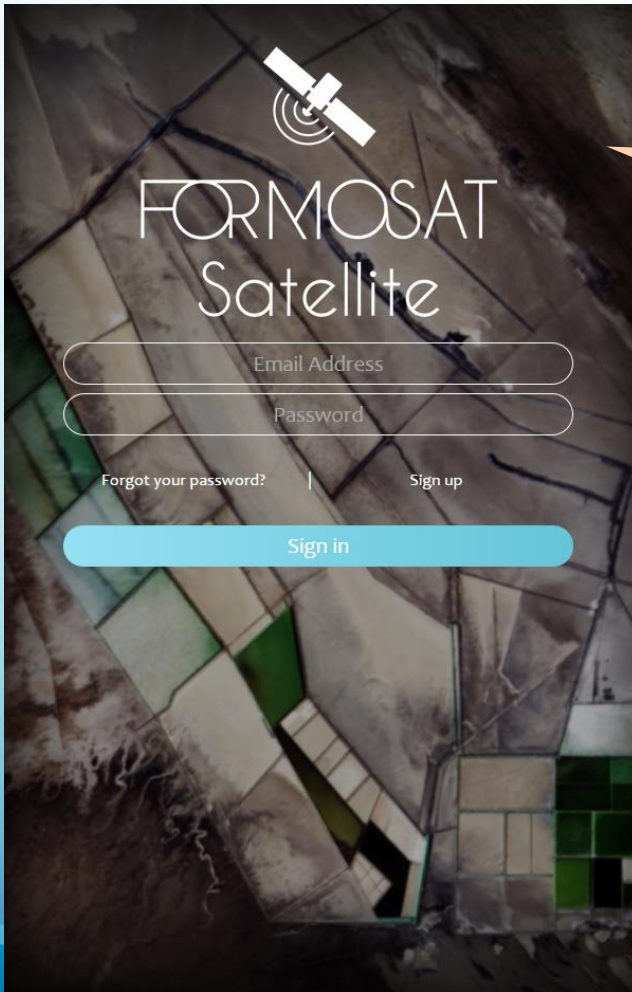 FORMOSAT
Satellite
Email Address
Password
Forgot your password? | Sign up
Sign in